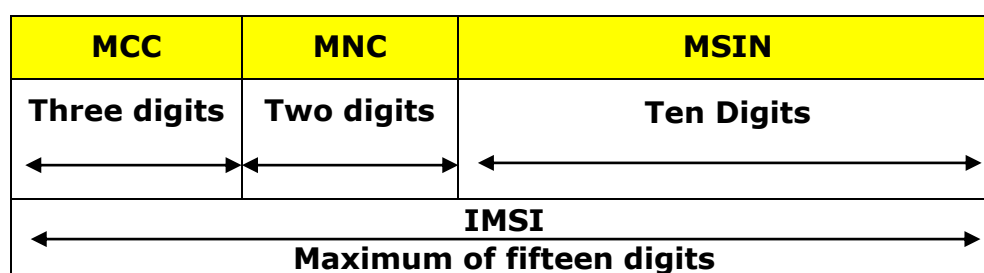 MCC MNC MSIN
Three digits Two digits Ten Digits
IMSI
Maximum of fifteen digits